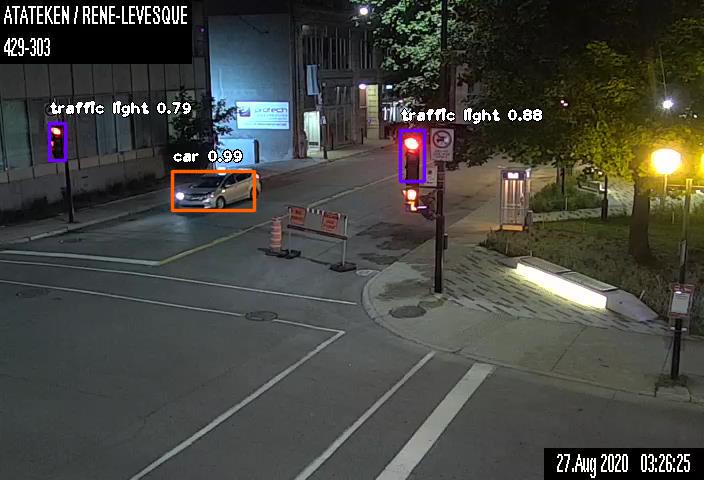 ATATEKEN / RENE-LEVESQUE
429-303
traffic light 0.79
traffic light 0.88
car 0.99
27.Aug 2020 03:26:25